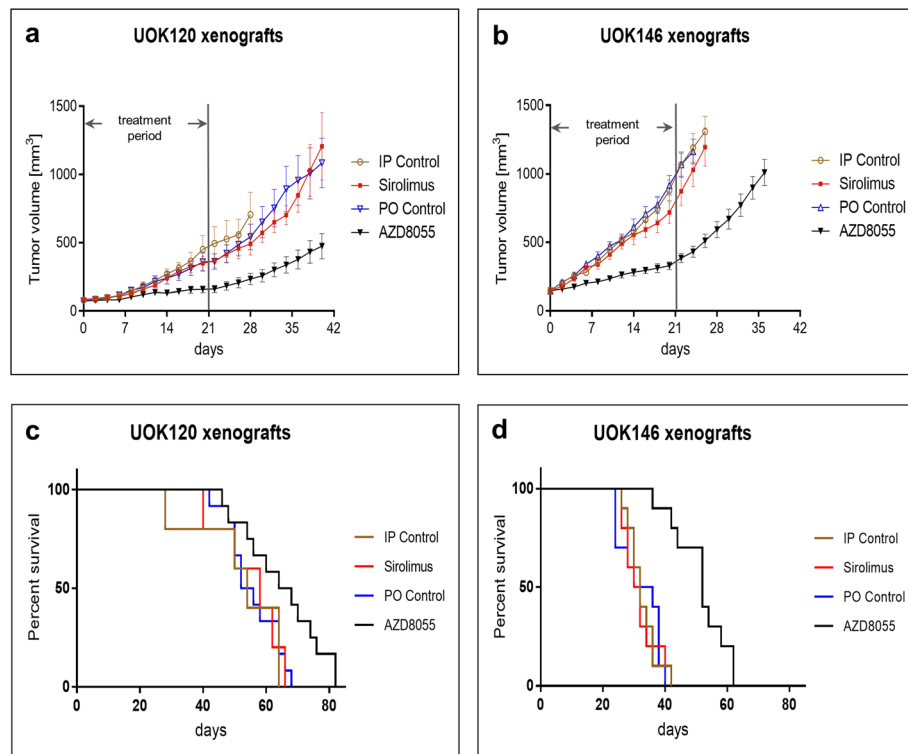 a
UOK120 xenografts
Tumor volume [mm³]
1500
1000
500
0
treatment
period
0 7 14 21 28 35 42
days
IP Control
Sirolimus
PO Control
AZD8055
b
UOK146 xenografts
Tumor volume [mm³]
1500
1000
500
0
treatment
period
0 7 14 21 28 35 42
days
IP Control
Sirolimus
PO Control
AZD8055
c
UOK120 xenografts
Percent survival
100
50
0
0 20 40 60 80
days
IP Control
Sirolimus
PO Control
AZD8055
d
UOK146 xenografts
Percent survival
100
50
0
0 20 40 60 80
days
IP Control
Sirolimus
PO Control
AZD8055